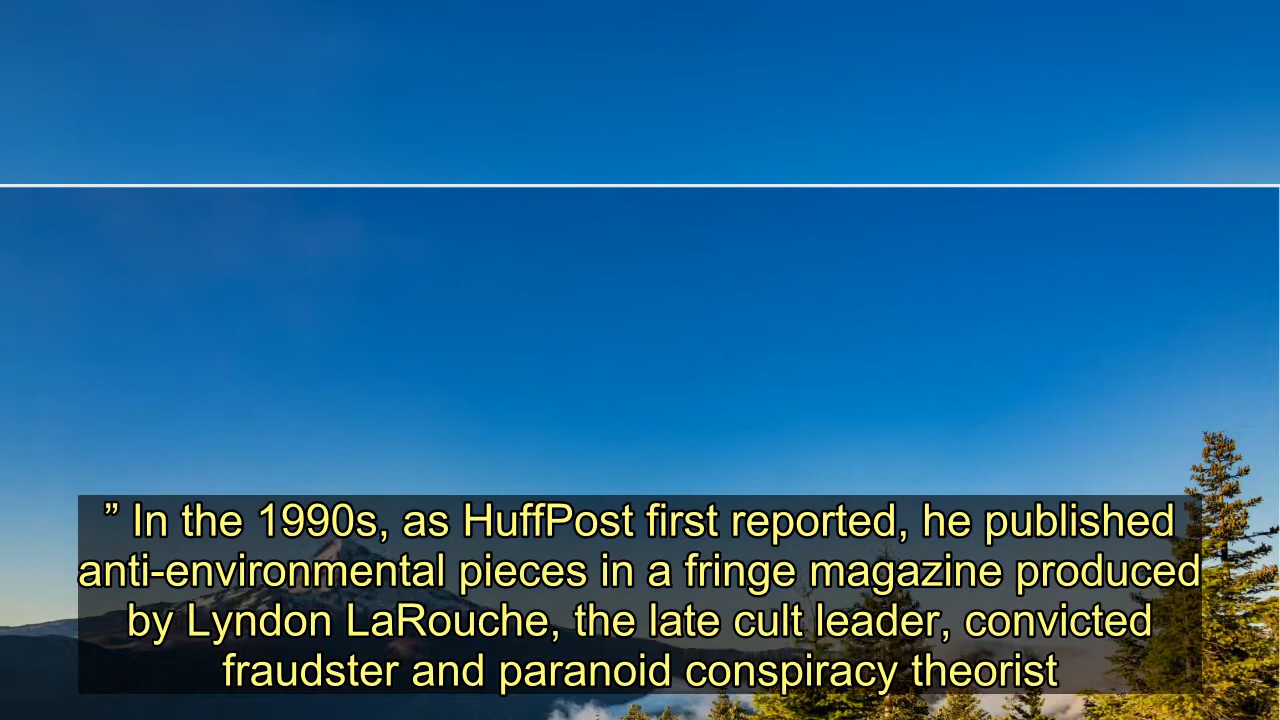 ” In the 1990s, as HuffPost first reported, he published
anti-environmental pieces in a fringe magazine produced
by Lyndon LaRouche, the late cult leader, convicted
fraudster and paranoid conspiracy theorist